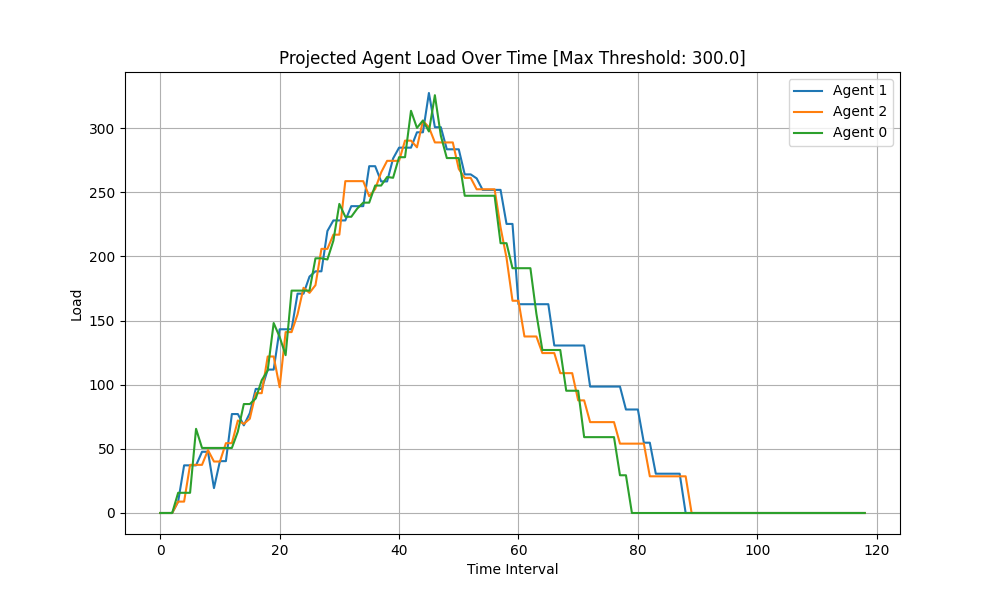 Projected Agent Load Over Time [Max Threshold: 300.0]
Agent 1
Agent 2
Agent 0
Load
300
250
200
150
100
50
0
0 20 40 60 80 100 120
Time Interval